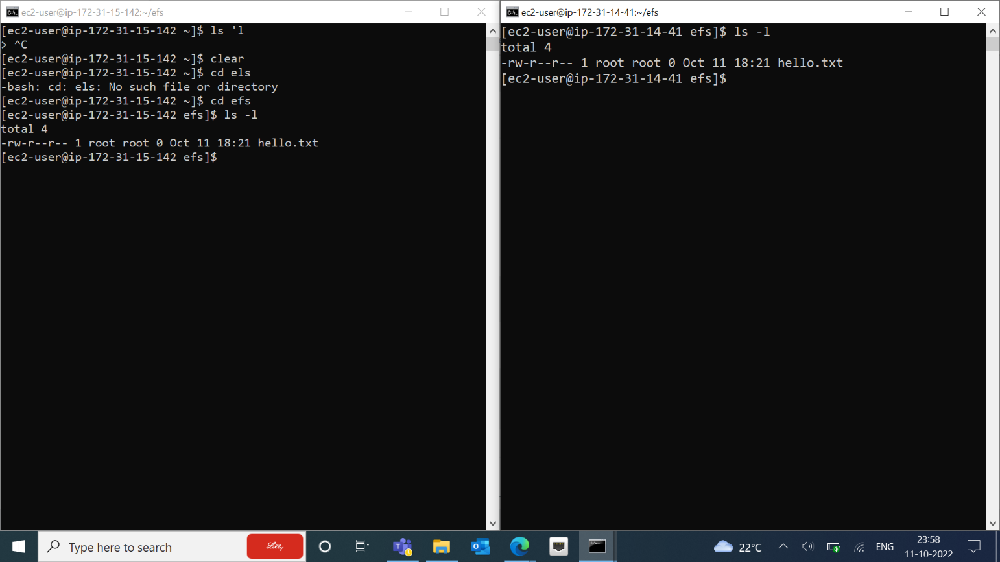 ec2-user@ip-172-31-15-142:~/efs
[ec2-user@ip-172-31-15-142 ~]$ ls 'l
> ^C
[ec2-user@ip-172-31-15-142 ~]$ clear
[ec2-user@ip-172-31-15-142 ~]$ cd els
-bash: cd: els: No such file or directory
[ec2-user@ip-172-31-15-142 ~]$ cd efs
[ec2-user@ip-172-31-15-142 efs]$ ls -l
total 4
-rw-r--r-- 1 root root 0 Oct 11 18:21 hello.txt
[ec2-user@ip-172-31-15-142 efs]$
ec2-user@ip-172-31-14-41:~/efs
[ec2-user@ip-172-31-14-41 efs]$ ls -l
total 4
-rw-r--r-- 1 root root 0 Oct 11 18:21 hello.txt
[ec2-user@ip-172-31-14-41 efs]$
Type here to search
Lilly
22°C
ENG
23:58
11-10-2022